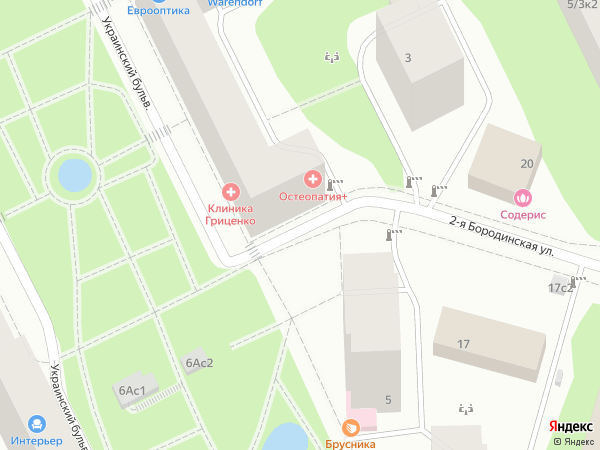 Еврооптика
Warendorf
5/3к2
Украинский бульв.
3
20
Остеопатия+
Клиника
Гриценко
Содерис
2-я Бородинская ул.
17с2
17
6Ас2
6Ас1
5
Украинский бульв.
Интерьер
Брусника
Яндекс
© Яндекс